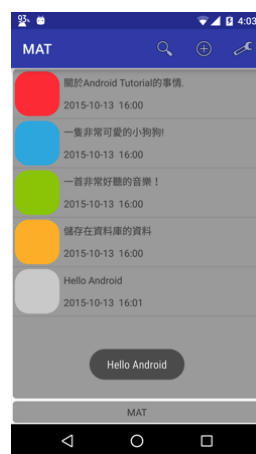 93%
4:03
MAT
關於Android Tutorial的事情.
2015-10-13 16:00
一隻非常可愛的小狗狗!
2015-10-13 16:00
一首非常好聽的音樂！
2015-10-13 16:00
儲存在資料庫的資料
2015-10-13 16:00
Hello Android
2015-10-13 16:01
Hello Android
MAT